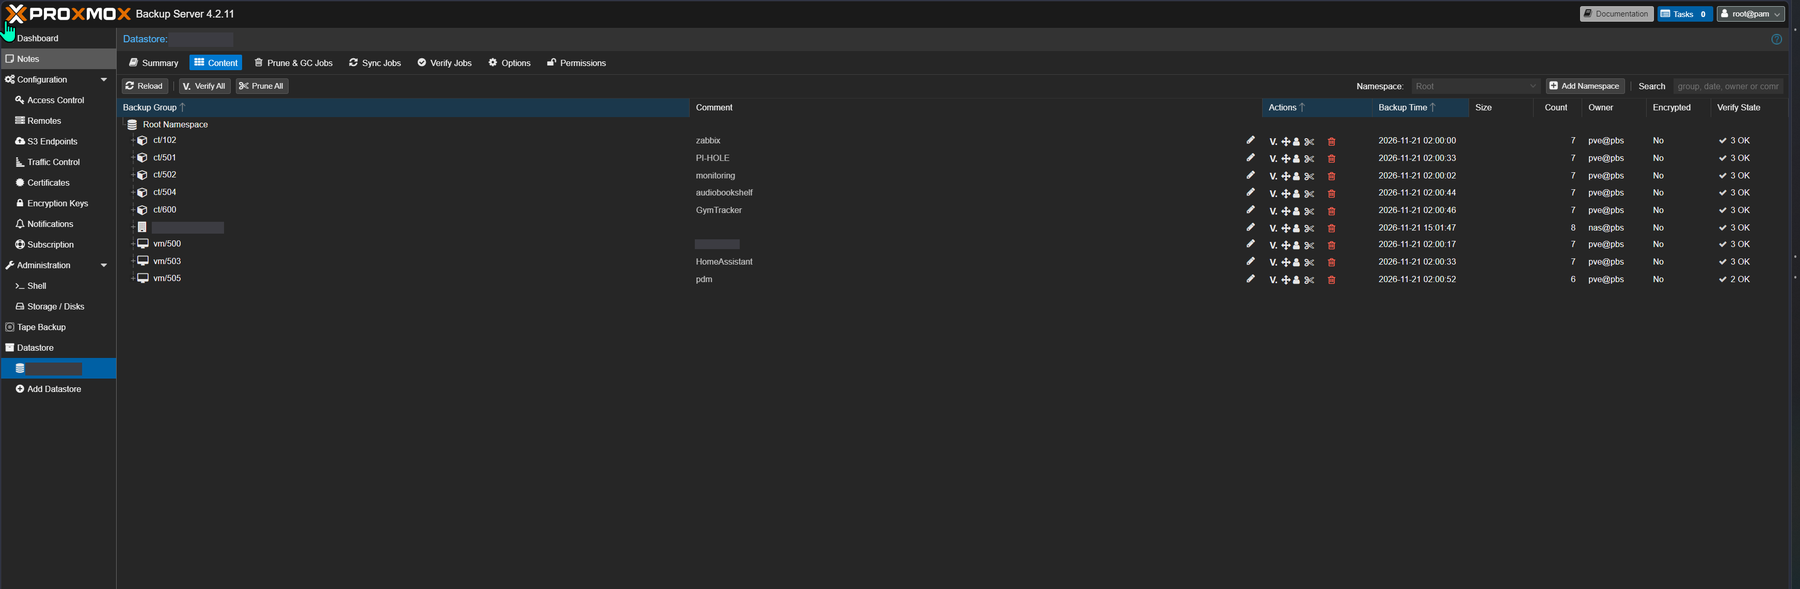 PROXMOX Backup Server 4.2.11 Documentation Tasks 0 root@pam
Dashboard
Notes
Configuration
Access Control
Remotes
S3 Endpoints
Traffic Control
Certificates
Encryption Keys
Notifications
Subscription
Administration
Shell
Storage / Disks
Tape Backup
Datastore
Add Datastore
Datastore:
Summary Content Prune & GC Jobs Sync Jobs Verify Jobs Options Permissions
Reload V. Verify All Prune All Namespace: Root Add Namespace Search group, date, owner or comr
Backup Group Comment Actions Backup Time Size Count Owner Encrypted Verify State
Root Namespace
ct/102 zabbix V. 2026-11-21 02:00:00 7 pve@pbs No 3 OK
ct/501 PI-HOLE V. 2026-11-21 02:00:33 7 pve@pbs No 3 OK
ct/502 monitoring V. 2026-11-21 02:00:02 7 pve@pbs No 3 OK
ct/504 audiobookshelf V. 2026-11-21 02:00:44 7 pve@pbs No 3 OK
ct/600 GymTracker V. 2026-11-21 02:00:46 7 pve@pbs No 3 OK
V. 2026-11-21 15:01:47 8 nas@pbs No 3 OK
vm/500 V. 2026-11-21 02:00:17 7 pve@pbs No 3 OK
vm/503 HomeAssistant V. 2026-11-21 02:00:33 7 pve@pbs No 3 OK
vm/505 pdm V. 2026-11-21 02:00:52 6 pve@pbs No 2 OK